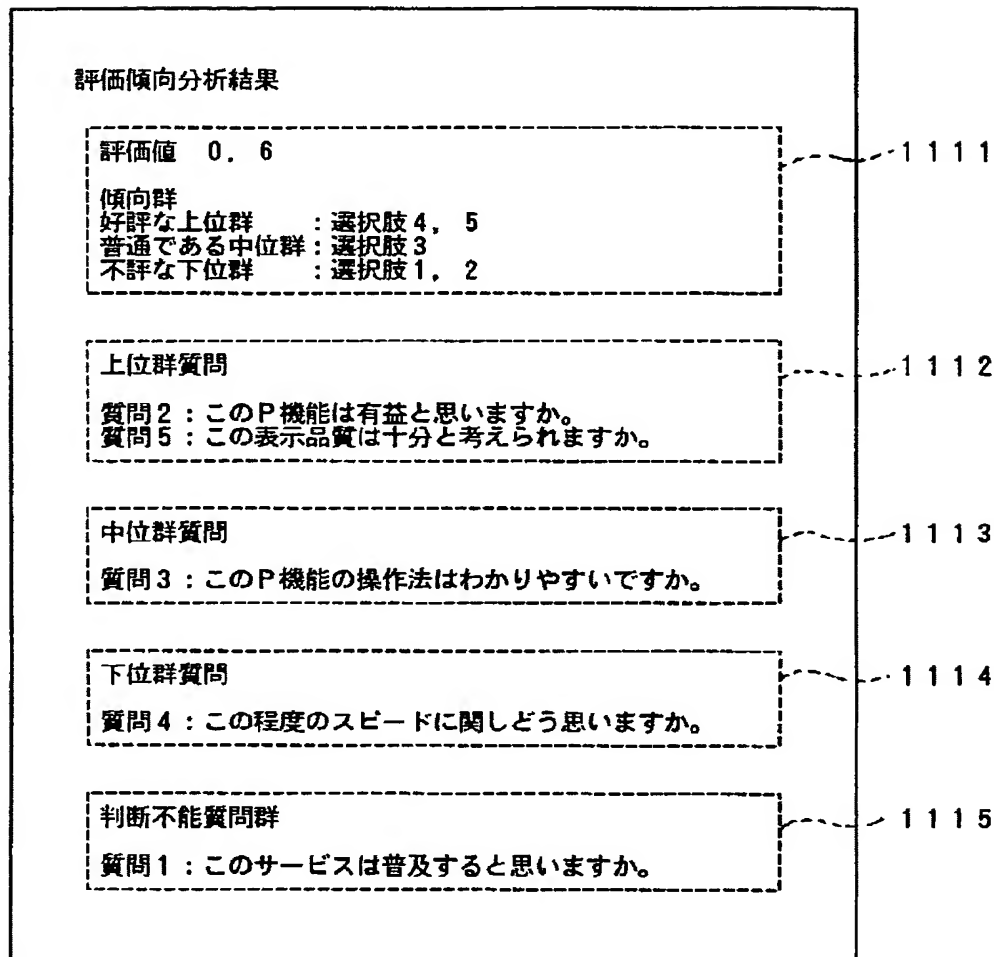 評価傾向分析結果
評価値　０．６
1111
傾向群
好評な上位群　　：選択肢４，５
普通である中位群：選択肢３
不評な下位群　　：選択肢１，２
上位群質問
1112
質問２：このＰ機能は有益と思いますか。
質問５：この表示品質は十分と考えられますか。
中位群質問
1113
質問３：このＰ機能の操作法はわかりやすいですか。
下位群質問
1114
質問４：この程度のスピードに関しどう思いますか。
判断不能質問群
1115
質問１：このサービスは普及すると思いますか。